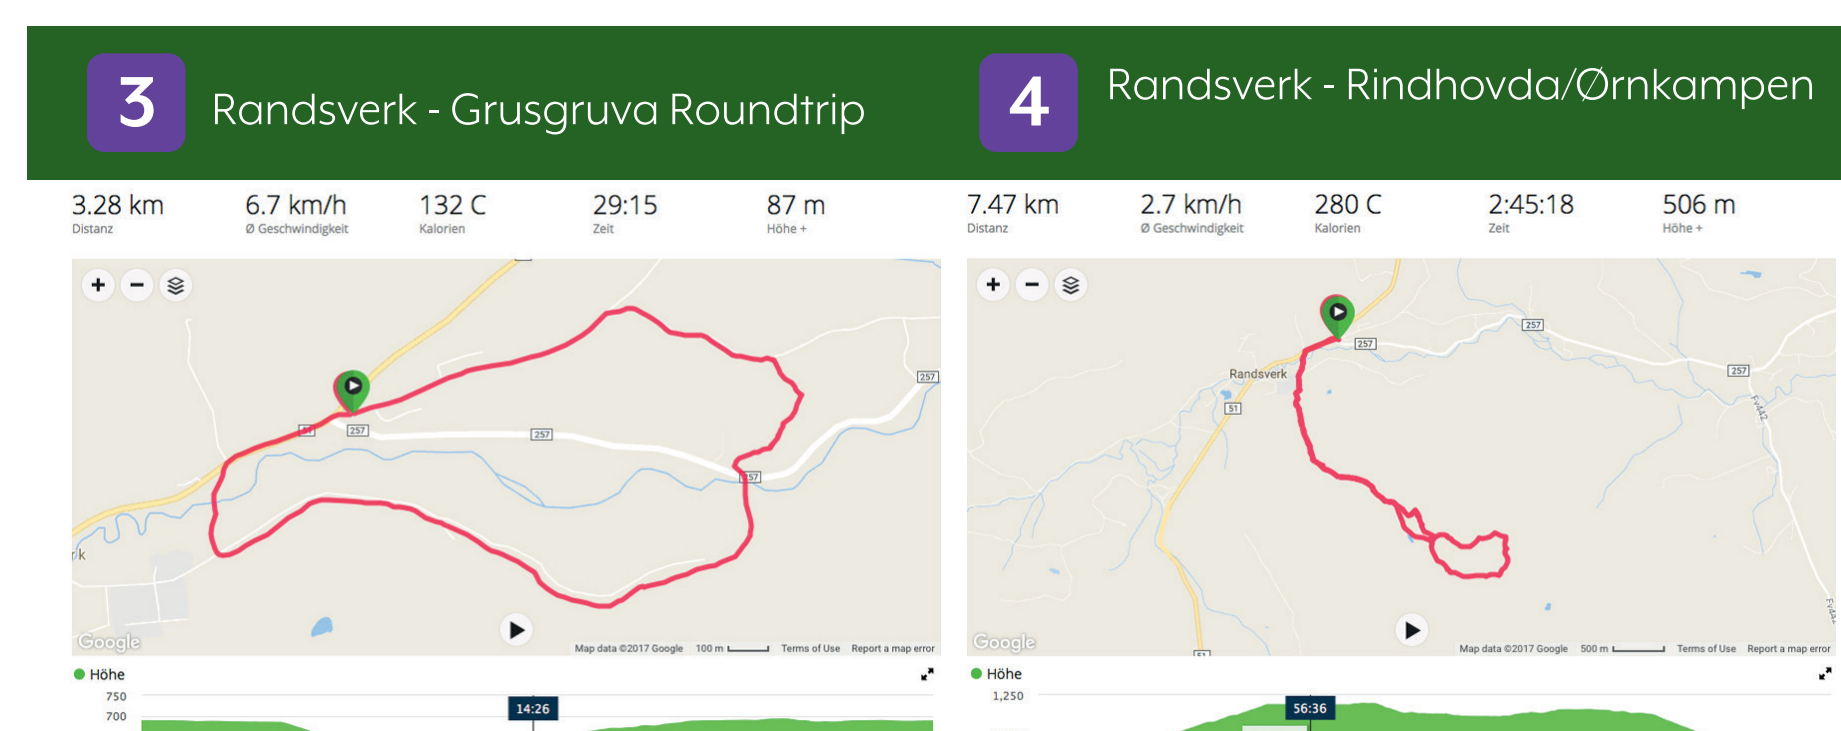 3
Randsverk - Grusgruva Roundtrip
3.28 km
6.7 km/h
132 C
29:15
87 m
Distanz
Ø Geschwindigkeit
Kalorien
Zeit
Höhe +
257
51
257
257
257
k
Google
Map data ©2017 Google
100 m
Terms of Use
Report a map error
Höhe
750
700
14:26
4
Randsverk - Rindhovda/Ørnkampen
7.47 km
2.7 km/h
280 C
2:45:18
506 m
Distanz
Ø Geschwindigkeit
Kalorien
Zeit
Höhe +
257
257
257
Randsverk
51
Fv442
Fv442
51
Google
Map data ©2017 Google
500 m
Terms of Use
Report a map error
Höhe
1,250
56:36